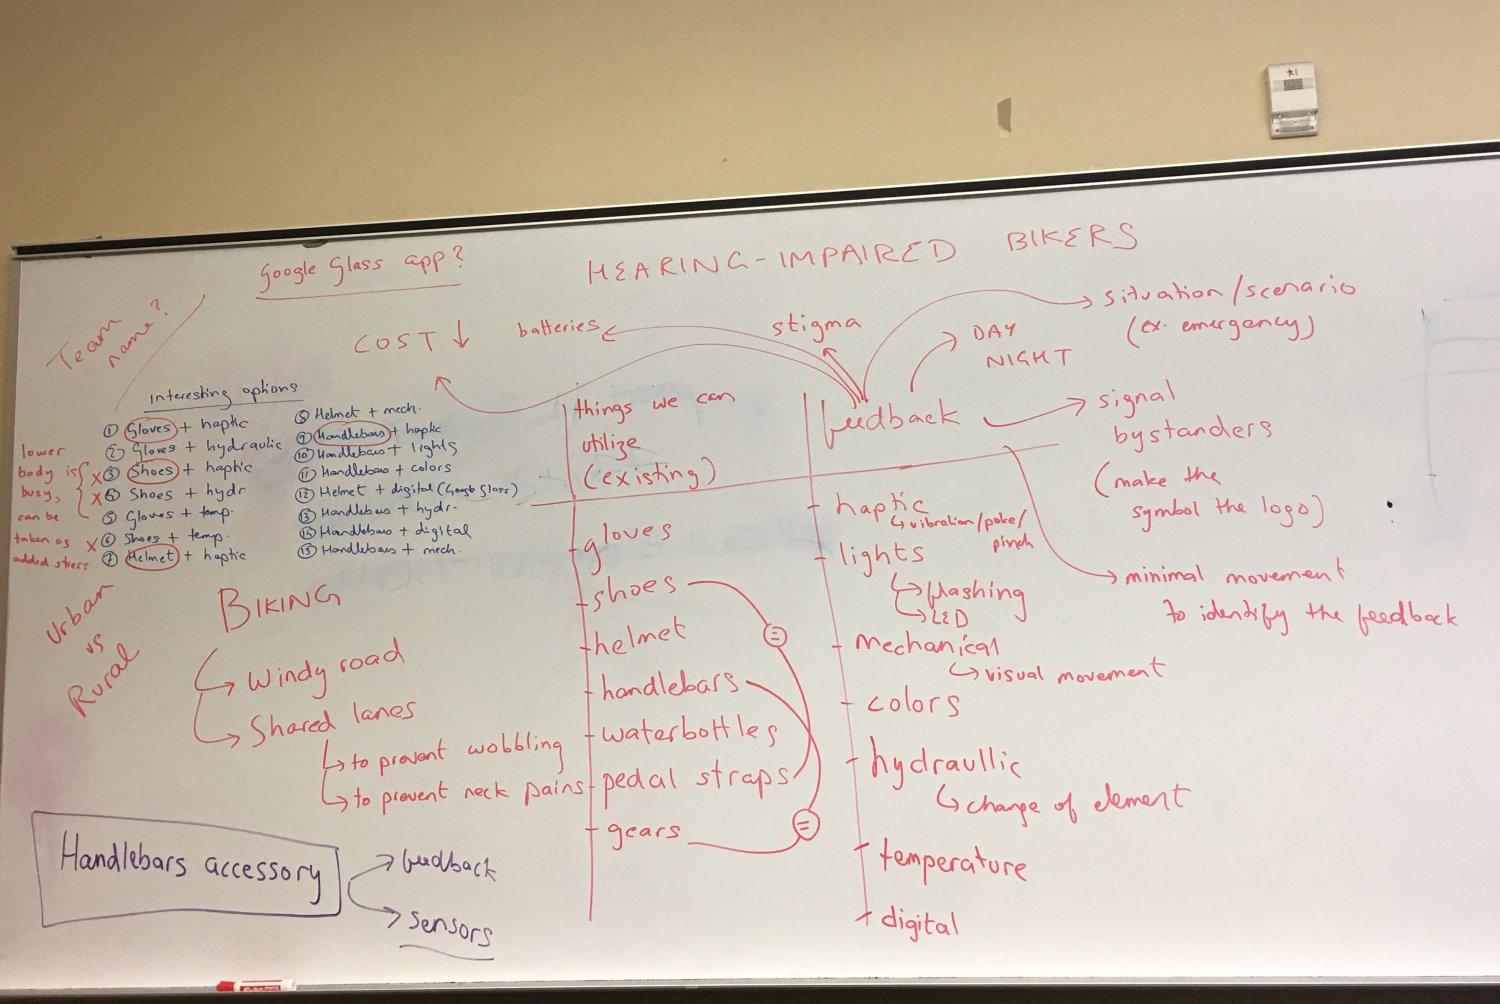 Google Glass app?
HEARING-IMPAIRED BIKERS
Team
name?
COST ↓
batteries
stigma
DAY
NIGHT
situation/scenario
(ex. emergency)
Interesting options
① Gloves + haptic
② Gloves + hydraulic
③ Shoes + haptic
④ Shoes + hydr
⑤ Gloves + temp.
⑥ Shoes + temp.
⑦ Helmet + haptic
⑧ Helmet + mech.
⑨ Handlebars + haptic
⑩ Handlebars + lights
⑪ Handlebars + colors
⑫ Helmet + digital (Google Glass)
⑬ Handlebars + hydr.
⑭ Handlebars + digital
⑮ Handlebars + mech.
lower
body is
busy,
can be
taken as
added stress
x
x
x
things we can
utilize
(existing)
gloves
shoes
helmet
handlebars
waterbottles
pedal straps
gears
=
=
feedback
haptic
vibration/poke/
pinch
lights
flashing
LED
mechanical
visual movement
colors
hydraullic
change of element
temperature
digital
signal
bystanders
(make the
symbol the logo)
minimal movement
to identify the feedback
Urban
vs
Rural
BIKING
Windy road
Shared lanes
to prevent wobbling
to prevent neck pains
Handlebars accessory
feedback
sensors